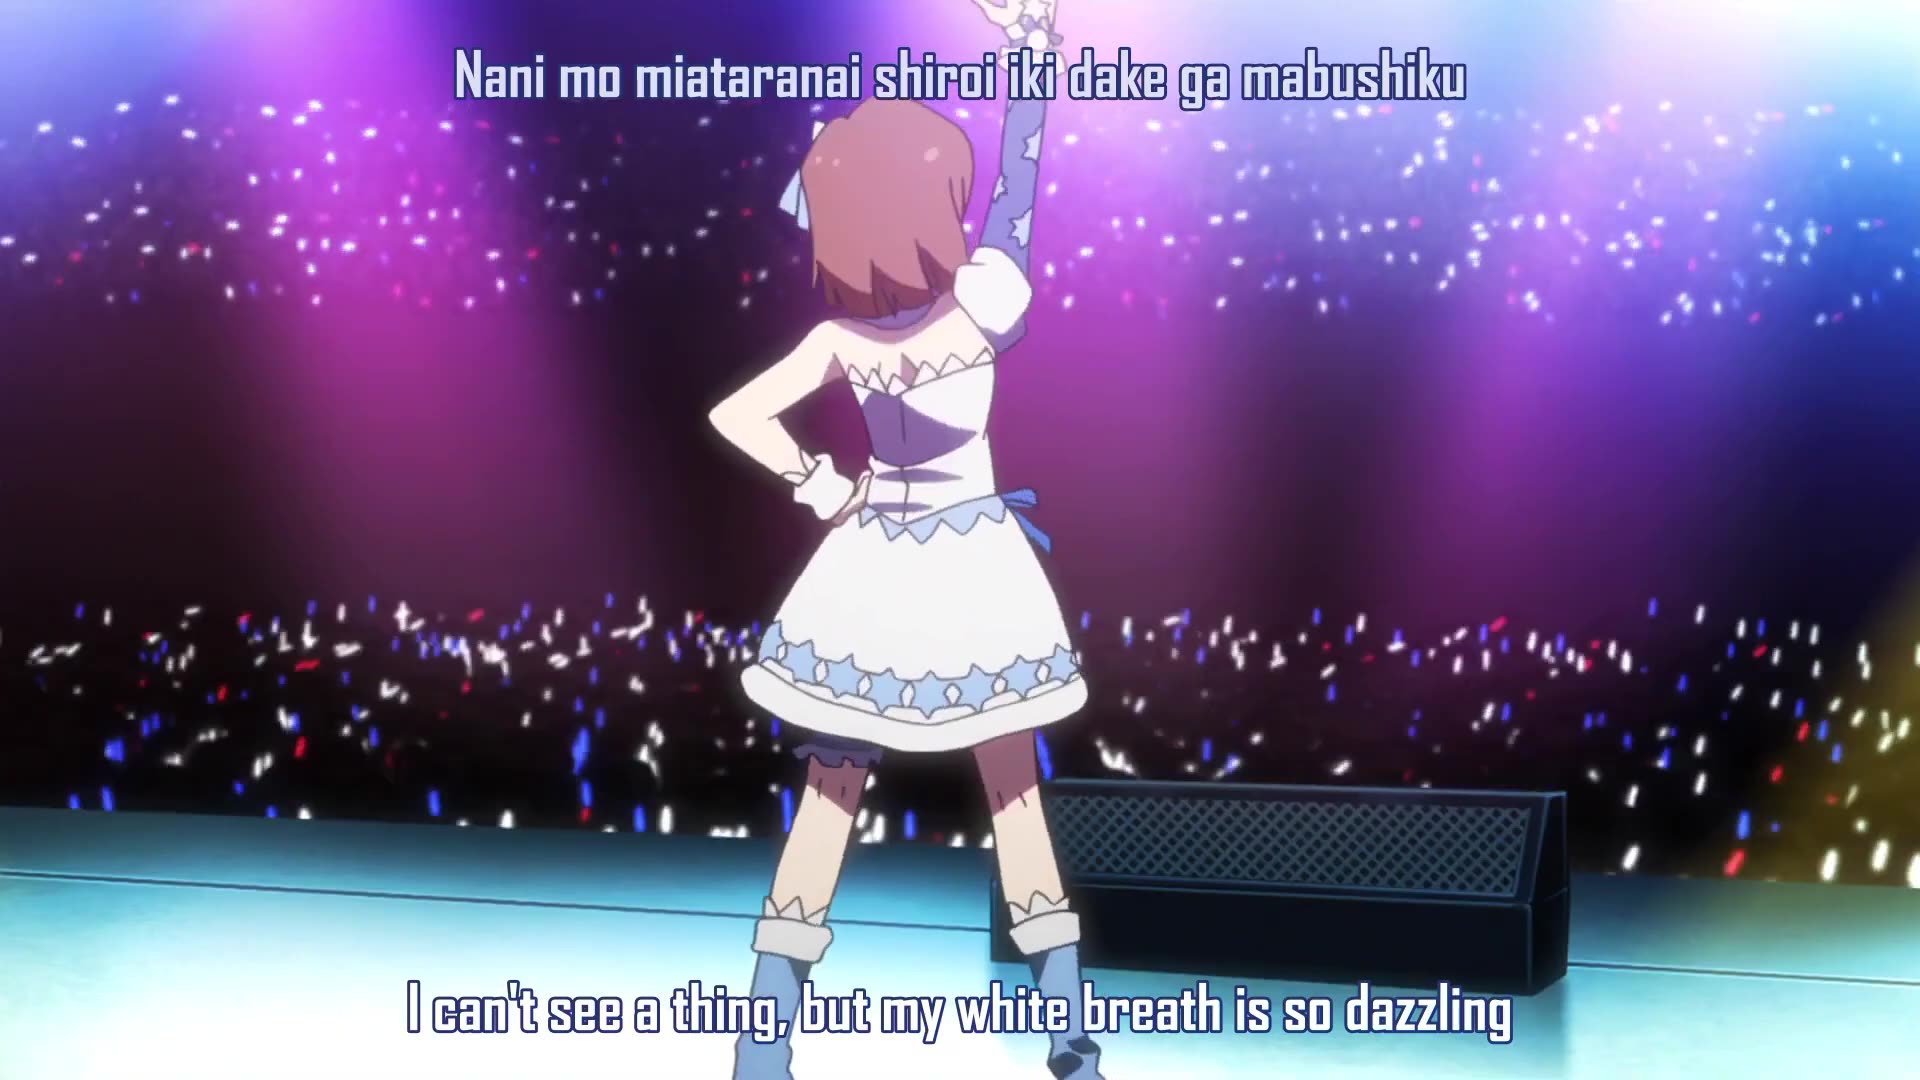 Nani mo miataranai shiroi iki dake ga mabushiku
I can't see a thing, but my white breath is so dazzling